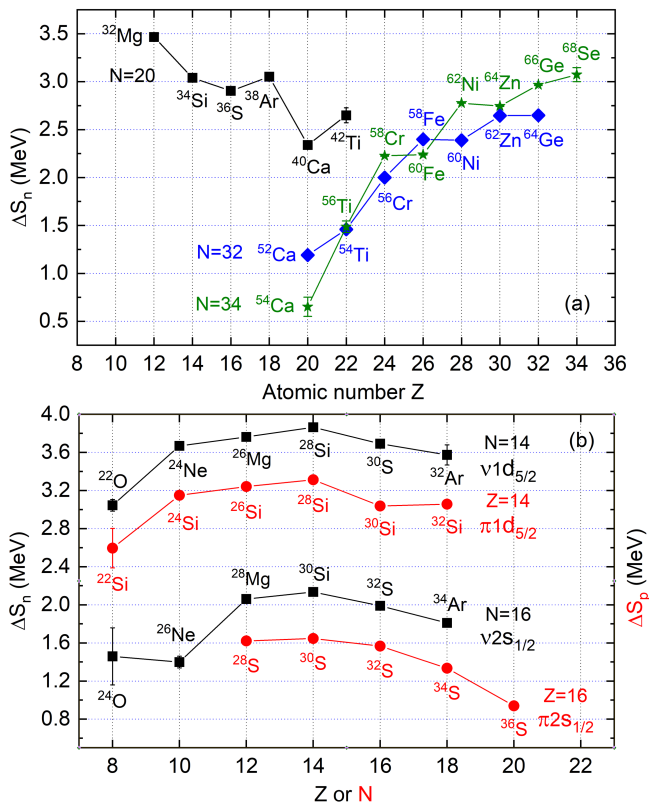 3.5
3.0
2.5
2.0
1.5
1.0
0.5
ΔSₙ (MeV)
³²Mg
N=20
³⁴Si
³⁶S
³⁸Ar
⁴⁰Ca
⁴²Ti
⁵⁸Cr
⁵⁸Fe
⁶²Ni
⁶⁴Zn
⁶⁶Ge
⁶⁸Se
⁶⁰Fe
⁶⁰Ni
⁶²Zn
⁶⁴Ge
⁵⁶Ti
⁵⁶Cr
N=32
⁵²Ca
⁵⁴Ti
N=34
⁵⁴Ca
(a)
8 10 12 14 16 18 20 22 24 26 28 30 32 34 36
Atomic number Z
4.0
3.6
3.2
2.8
2.4
2.0
1.6
1.2
0.8
ΔSₙ (MeV)
(b)
²²O
²⁴Ne
²⁶Mg
²⁸Si
³⁰S
³²Ar
N=14
ν1d₅/₂
²²Si
²⁴Si
²⁶Si
²⁸Si
³⁰Si
³²Si
Z=14
π1d₅/₂
²⁴O
²⁶Ne
²⁸Mg
³⁰Si
³²S
³⁴Ar
N=16
ν2s₁/₂
²⁸S
³⁰S
³²S
³⁴S
³⁶S
Z=16
π2s₁/₂
ΔSₚ (MeV)
8 10 12 14 16 18 20 22
Z or N